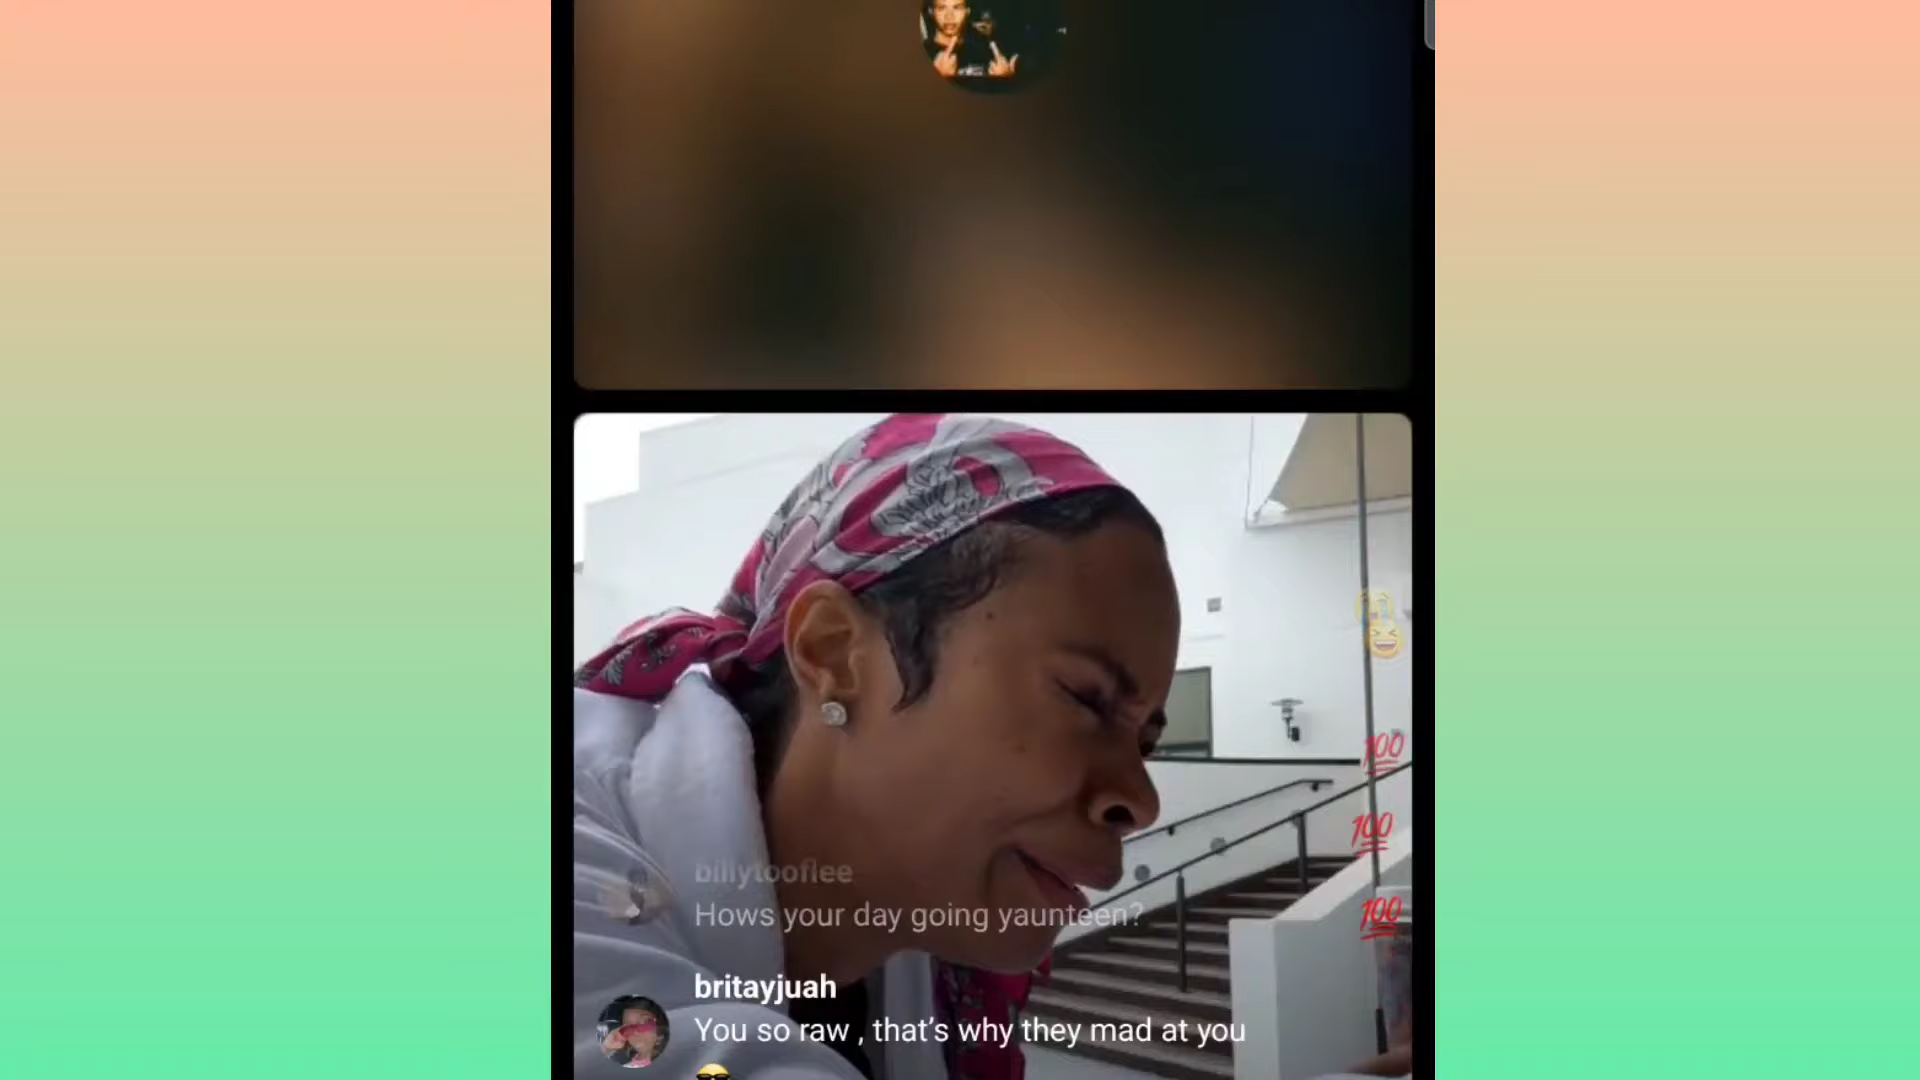 billytooflee
Hows your day going yaunteen?
britayjuah
You so raw , that’s why they mad at you